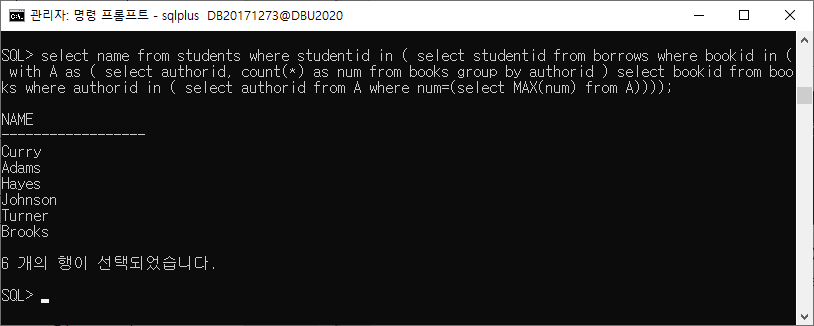 관리자: 명령 프롬프트 - sqlplus  DB20171273@DBU2020
SQL> select name from students where studentid in ( select studentid from borrows where bookid in (
 with A as ( select authorid, count(*) as num from books group by authorid ) select bookid from boo
ks where authorid in ( select authorid from A where num=(select MAX(num) from A))));
NAME
------------------
Curry
Adams
Hayes
Johnson
Turner
Brooks
6 개의 행이 선택되었습니다.
SQL>